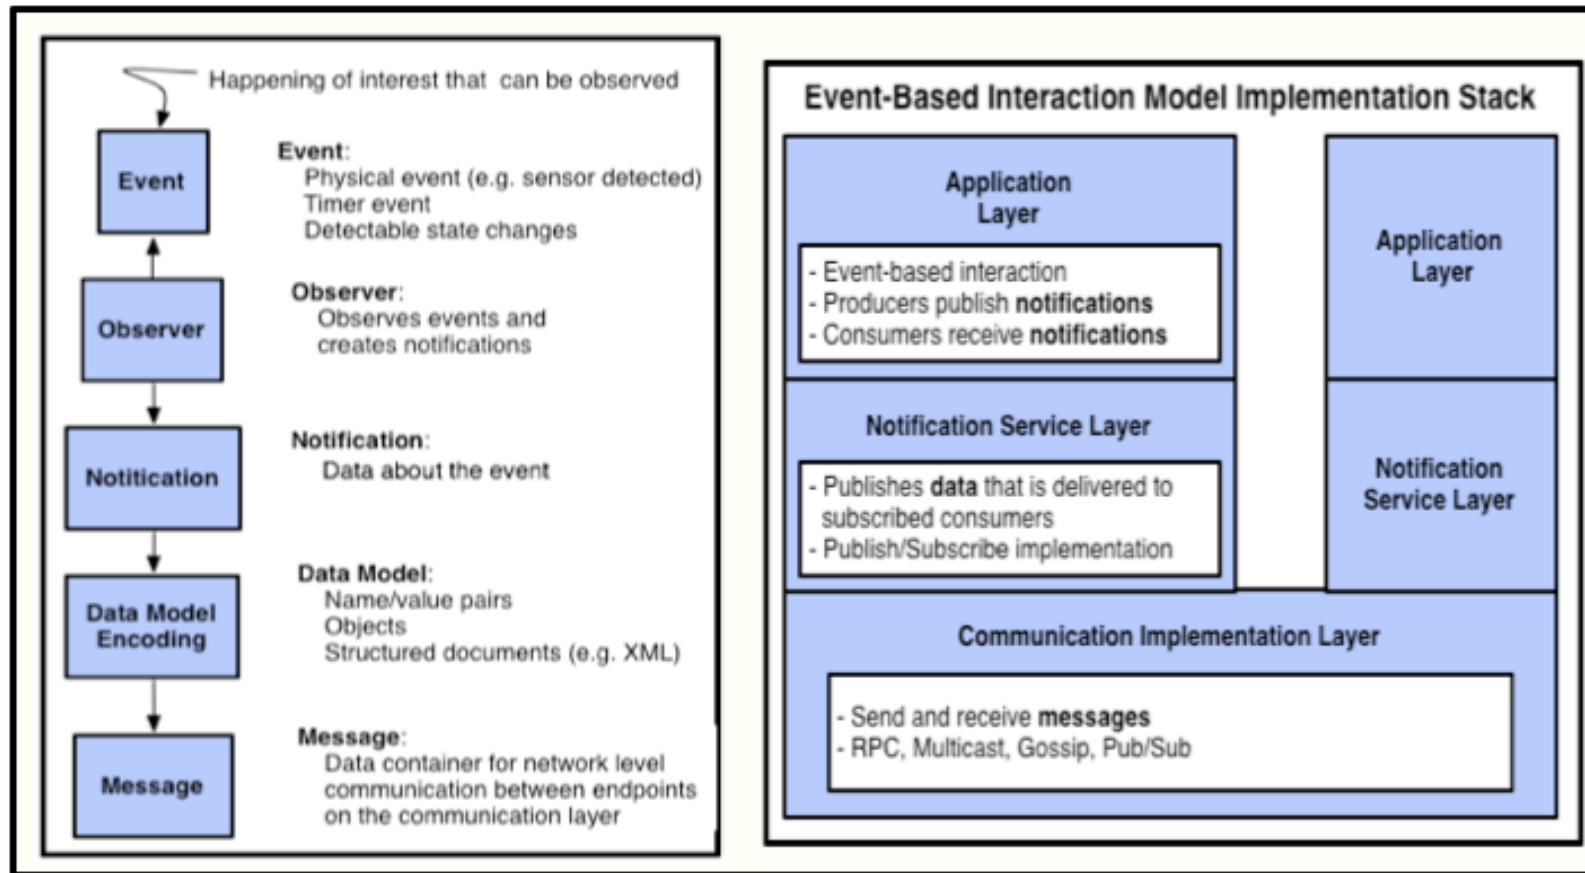 Happening of interest that can be observed
Event
Event:
Physical event (e.g. sensor detected)
Timer event
Detectable state changes
Observer
Observer:
Observes events and
creates notifications
Notitication
Notification:
Data about the event
Data Model
Encoding
Data Model:
Name/value pairs
Objects
Structured documents (e.g. XML)
Message
Message:
Data container for network level
communication between endpoints
on the communication layer
Event-Based Interaction Model Implementation Stack
Application
Layer
- Event-based interaction
- Producers publish notifications
- Consumers receive notifications
Application
Layer
Notification Service Layer
- Publishes data that is delivered to
subscribed consumers
- Publish/Subscribe implementation
Notification
Service Layer
Communication Implementation Layer
- Send and receive messages
- RPC, Multicast, Gossip, Pub/Sub